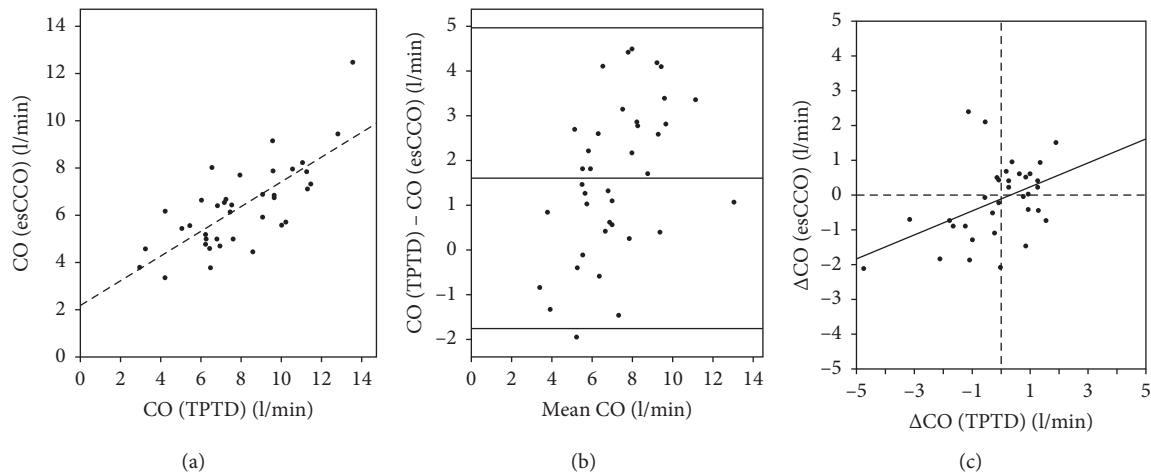 CO (esCCO) (l/min)
14
12
10
8
6
4
2
0
0 2 4 6 8 10 12 14
CO (TPTD) (l/min)
(a)
CO (TPTD) – CO (esCCO) (l/min)
5
4
3
2
1
0
–1
–2
0 2 4 6 8 10 12 14
Mean CO (l/min)
(b)
ΔCO (esCCO) (l/min)
5
4
3
2
1
0
–1
–2
–3
–4
–5
–5 –3 –1 1 3 5
ΔCO (TPTD) (l/min)
(c)